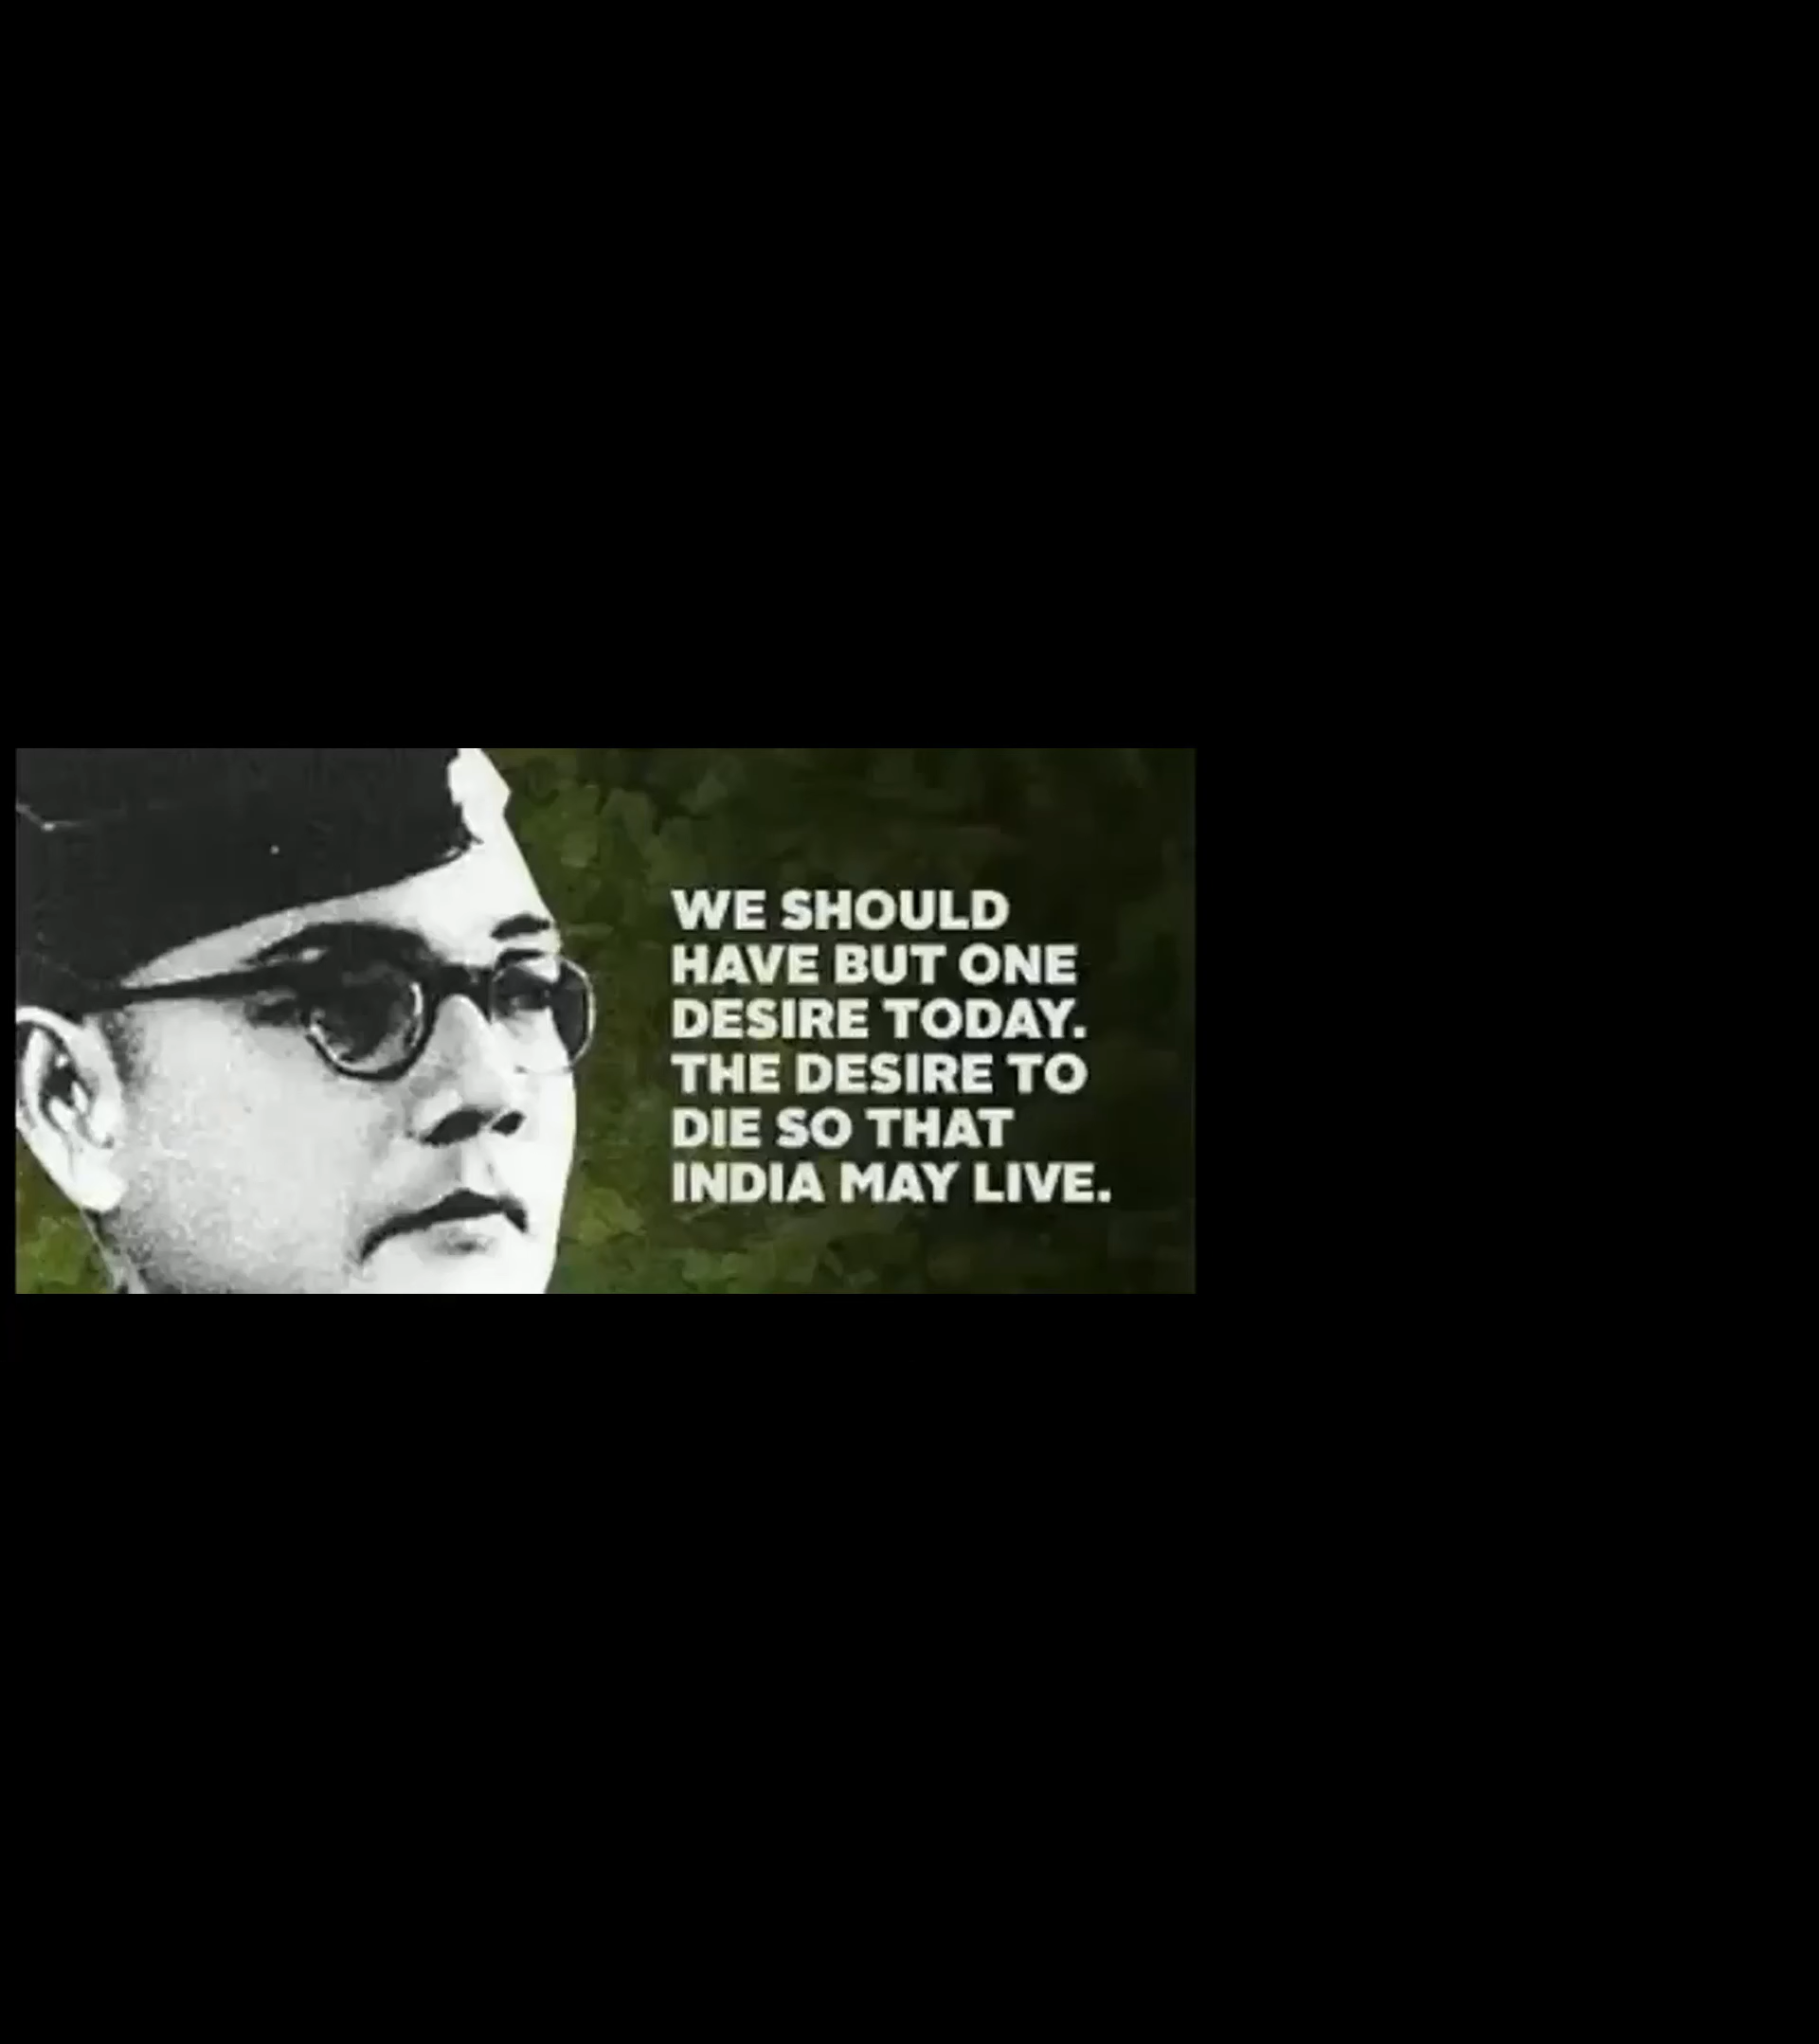 WE SHOULD
HAVE BUT ONE
DESIRE TODAY.
THE DESIRE TO
DIE SO THAT
INDIA MAY LIVE.